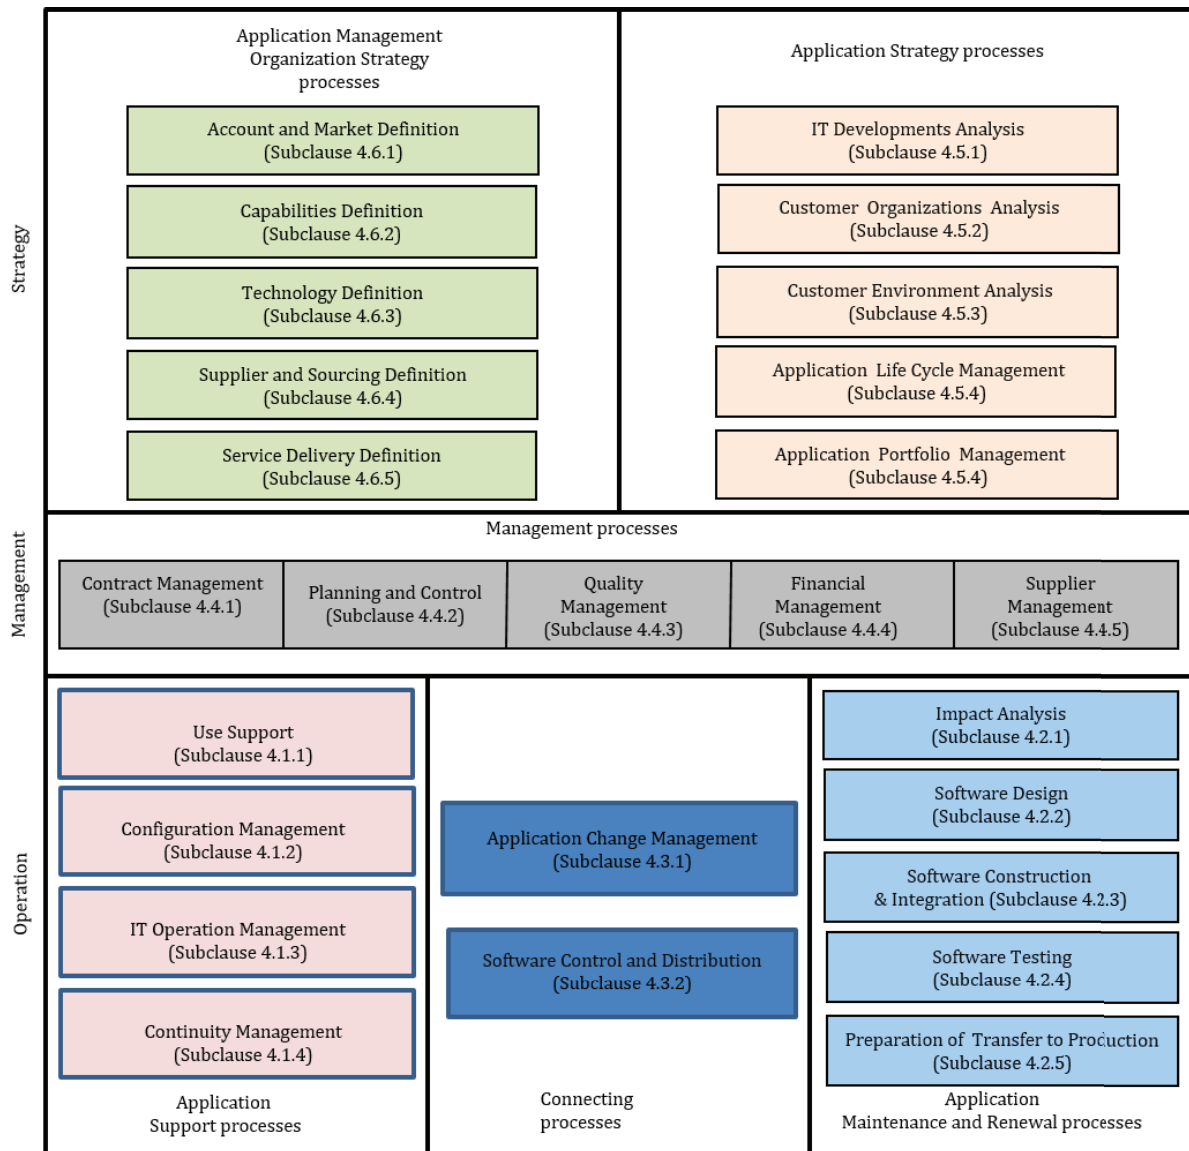 Strategy
Application Management
Organization Strategy
processes
Account and Market Definition
(Subclause 4.6.1)
Capabilities Definition
(Subclause 4.6.2)
Technology Definition
(Subclause 4.6.3)
Supplier and Sourcing Definition
(Subclause 4.6.4)
Service Delivery Definition
(Subclause 4.6.5)
Application Strategy processes
IT Developments Analysis
(Subclause 4.5.1)
Customer Organizations Analysis
(Subclause 4.5.2)
Customer Environment Analysis
(Subclause 4.5.3)
Application Life Cycle Management
(Subclause 4.5.4)
Application Portfolio Management
(Subclause 4.5.4)
Management
Management processes
Contract Management
(Subclause 4.4.1)
Planning and Control
(Subclause 4.4.2)
Quality
Management
(Subclause 4.4.3)
Financial
Management
(Subclause 4.4.4)
Supplier
Management
(Subclause 4.4.5)
Operation
Use Support
(Subclause 4.1.1)
Configuration Management
(Subclause 4.1.2)
IT Operation Management
(Subclause 4.1.3)
Continuity Management
(Subclause 4.1.4)
Application
Support processes
Application Change Management
(Subclause 4.3.1)
Software Control and Distribution
(Subclause 4.3.2)
Connecting
processes
Impact Analysis
(Subclause 4.2.1)
Software Design
(Subclause 4.2.2)
Software Construction
& Integration (Subclause 4.2.3)
Software Testing
(Subclause 4.2.4)
Preparation of Transfer to Production
(Subclause 4.2.5)
Application
Maintenance and Renewal processes